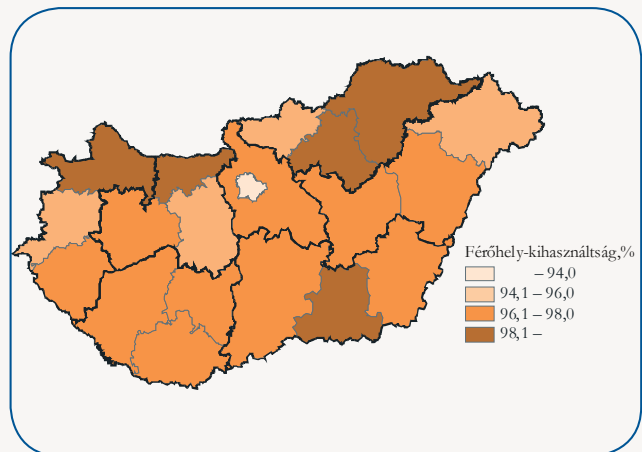 Férőhely-kihasználtság,%
– 94,0
94,1 – 96,0
96,1 – 98,0
98,1 –